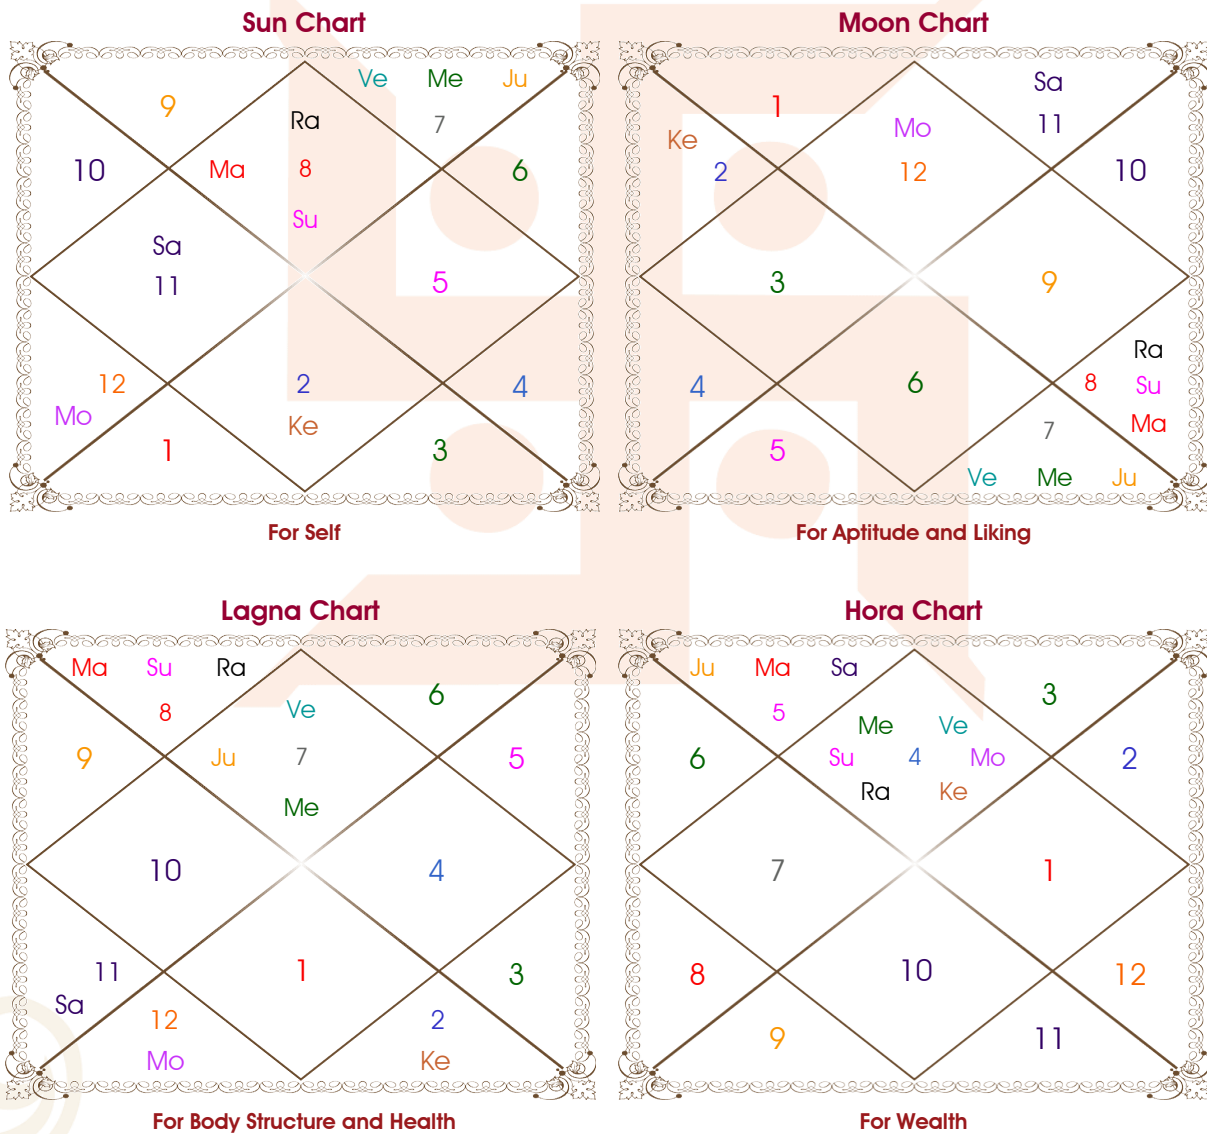 Sun Chart
Ve Me Ju
9
Ra
7
10
Ma 8
6
Su
Sa
11
5
12
2
4
Mo
Ke
1
3
For Self
Moon Chart
Sa
1
Mo
11
Ke
2
12
10
3
9
Ra
4
6
8
Su
7
Ma
5
Ve Me Ju
For Aptitude and Liking
Lagna Chart
Ma Su Ra
6
8
Ve
9
Ju 7
5
Me
10
4
11
1
3
Sa
12
2
Mo
Ke
For Body Structure and Health
Hora Chart
Ju Ma Sa
3
5
Me Ve
6
Su 4 Mo
2
Ra Ke
7
1
8
10
12
9
11
For Wealth